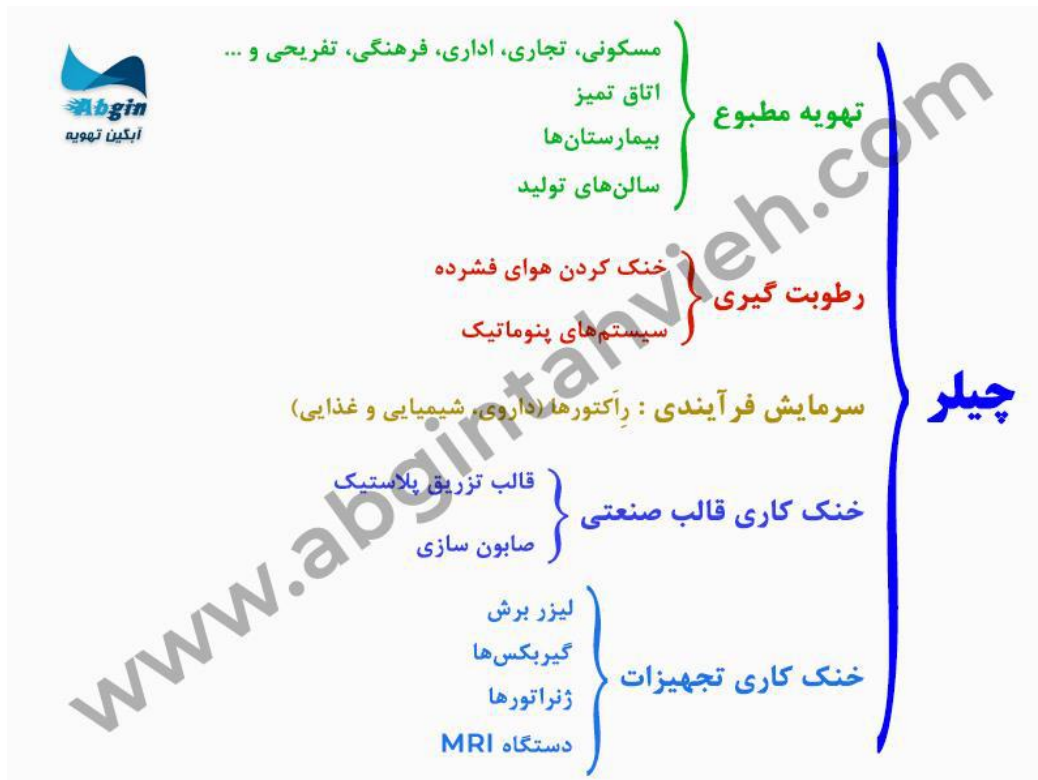 Abgin
آبگین تهویه
چیلر
تهویه مطبوع
مسکونی، تجاری، اداری، فرهنگی، تفریحی و ...
اتاق تمیز
بیمارستان‌ها
سالن‌های تولید
رطوبت گیری
خنک کردن هوای فشرده
سیستم‌های پنوماتیک
سرمایش فرآیندی : رآکتورها (داروی، شیمیایی و غذایی)
خنک کاری قالب صنعتی
قالب تزریق پلاستیک
صابون سازی
خنک کاری تجهیزات
لیزر برش
گیربکس‌ها
ژنراتورها
دستگاه MRI
www.abgintahvieh.com